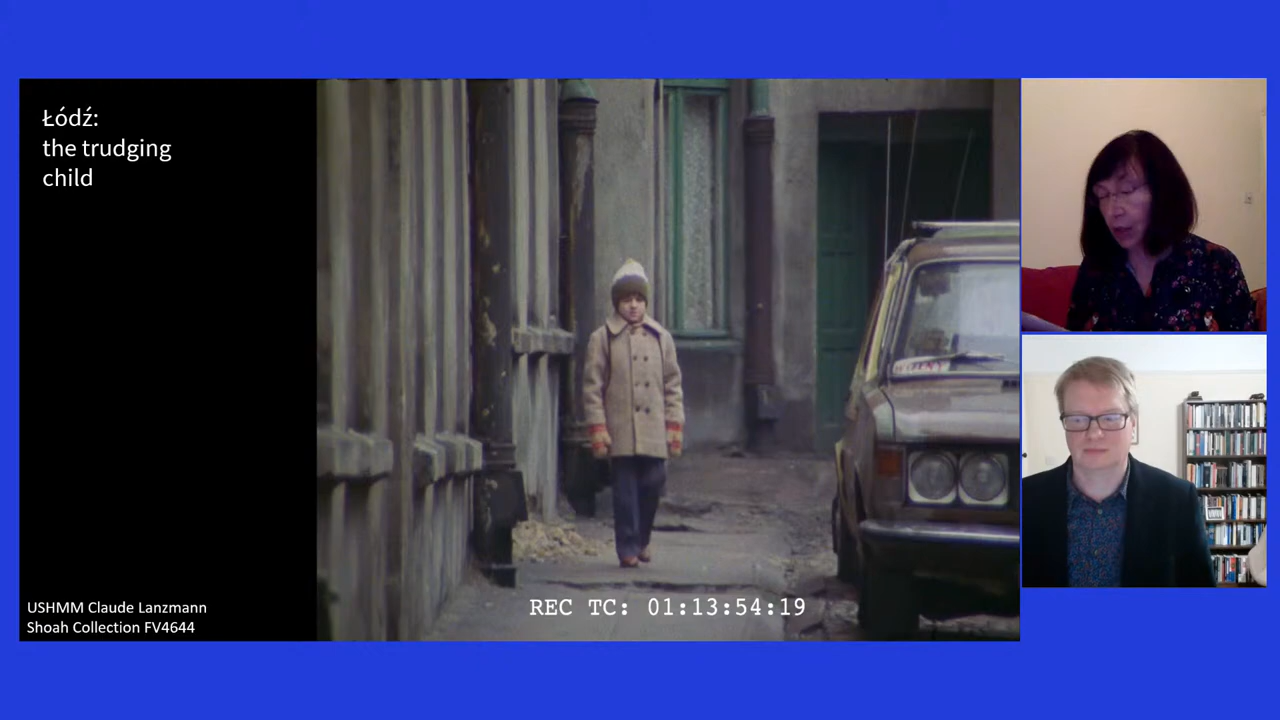 Łódź:
the trudging
child
USHMM Claude Lanzmann
Shoah Collection FV4644
REC TC: 01:13:54:19